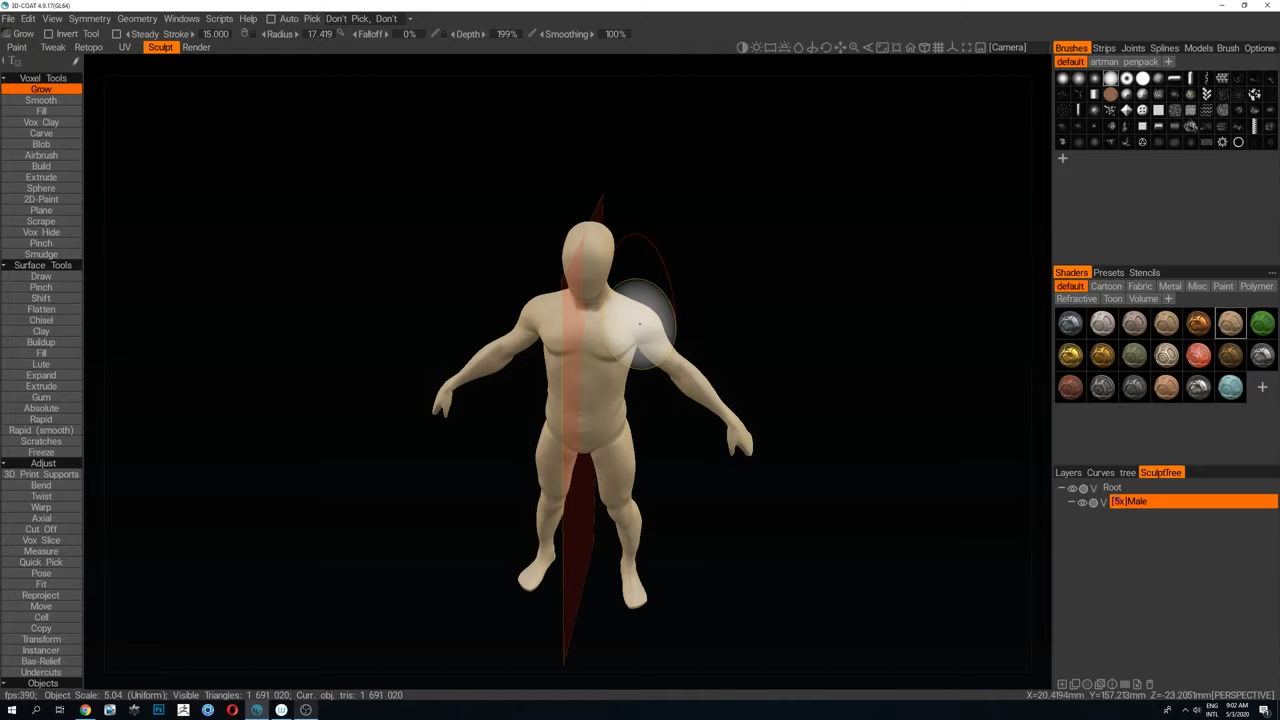 3D-COAT 4.9.17(GL64)
File Edit View Symmetry Geometry Windows Scripts Help Auto Pick Don't Pick, Don't
Grow Invert Tool Steady Stroke 15.000 Radius 17.419 Falloff 0% Depth 199% Smoothing 100%
Paint Tweak Retopo UV Sculpt Render [Camera]
Voxel Tools
Grow
Smooth
Fill
Vox Clay
Carve
Blob
Airbrush
Build
Extrude
Sphere
2D-Paint
Plane
Scrape
Vox Hide
Pinch
Smudge
Surface Tools
Draw
Pinch
Shift
Flatten
Chisel
Clay
Buildup
Fill
Lute
Expand
Extrude
Gum
Absolute
Rapid
Rapid (smooth)
Scratches
Freeze
Adjust
3D Print Supports
Bend
Twist
Warp
Axial
Cut Off
Vox Slice
Measure
Quick Pick
Pose
Fit
Reproject
Move
Cell
Copy
Transform
Instancer
Bas-Relief
Undercuts
Objects
Brushes Strips Joints Splines Models Brush Options
default artman penpack +
Shaders Presets Stencils
default Cartoon Fabric Metal Misc Paint Polymer
Refractive Toon Volume +
Layers Curves tree SculptTree
V Root
V [5x]Male
fps:390; Object Scale: 5.04 (Uniform); Visible Triangles: 1 691 020; Curr. obj. tris: 1 691 020 X=20.4194mm Y=157.213mm Z=-23.2051mm[PERSPECTIVE]
ENG
INTL
9:02 AM
5/3/2020